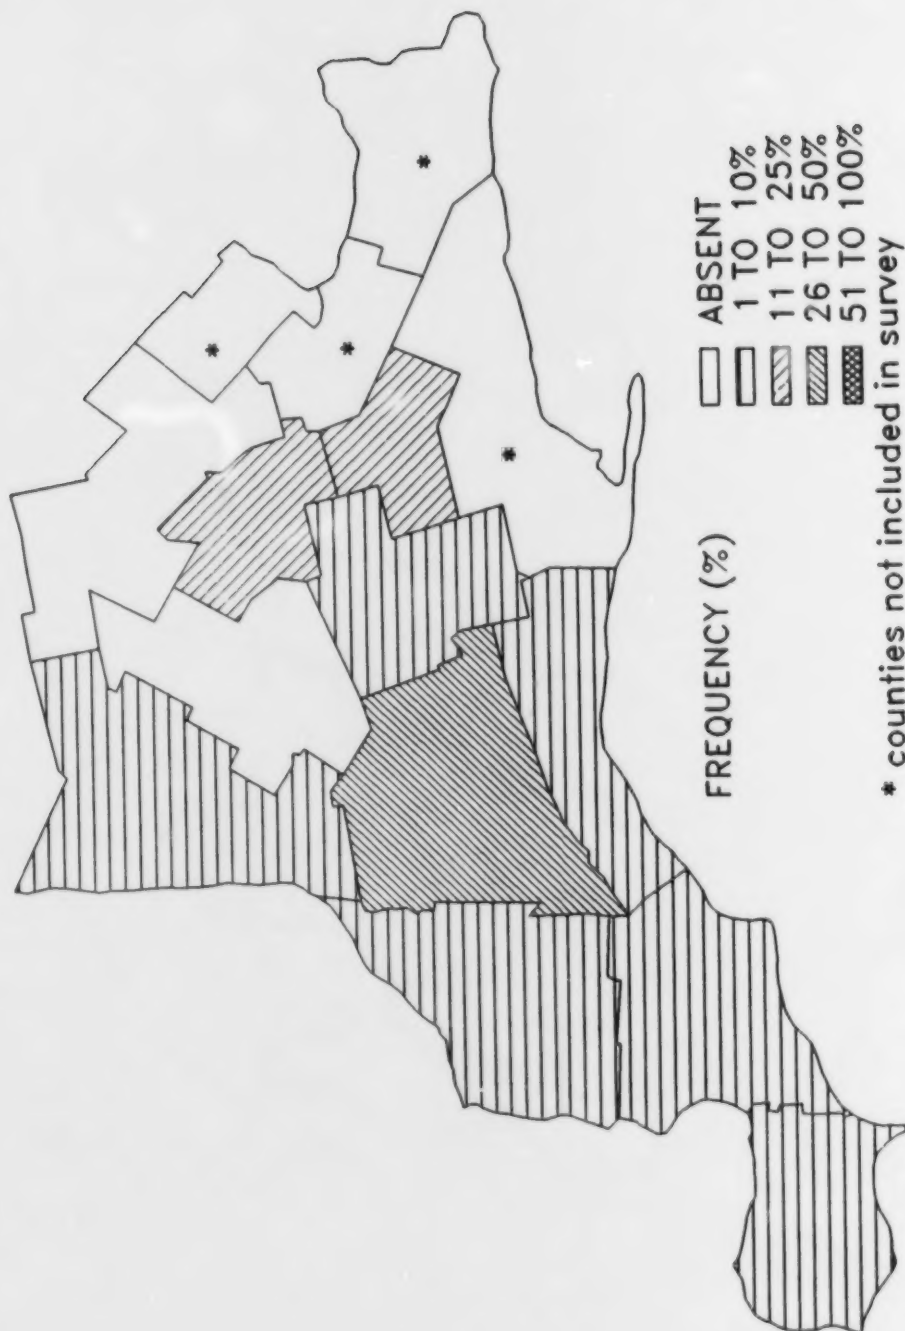 FREQUENCY (%)
ABSENT
1 TO 10%
11 TO 25%
26 TO 50%
51 TO 100%
* counties not included in survey